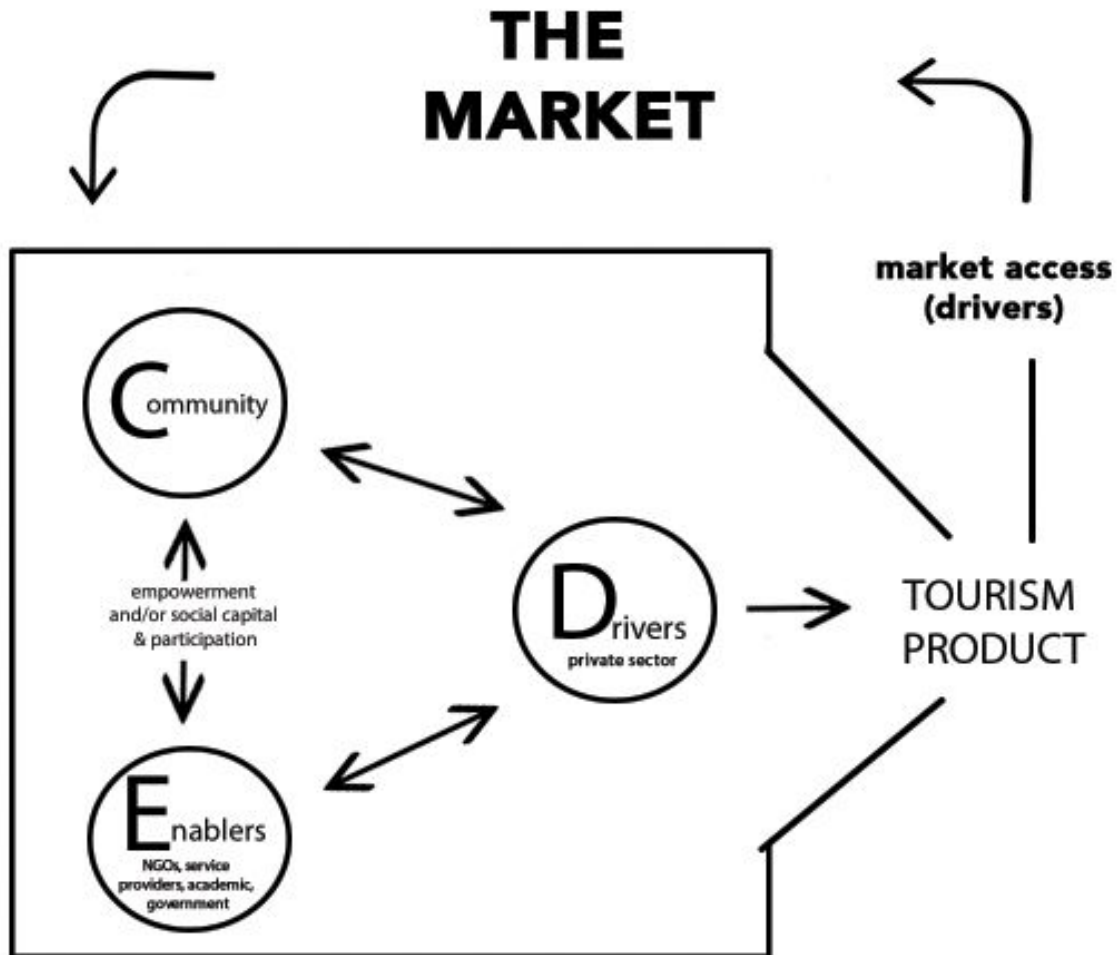 THE
MARKET
market access
(drivers)
Community
empowerment
and/or social capital
& participation
Drivers
private sector
TOURISM
PRODUCT
Enablers
NGOs, service
providers, academic,
government